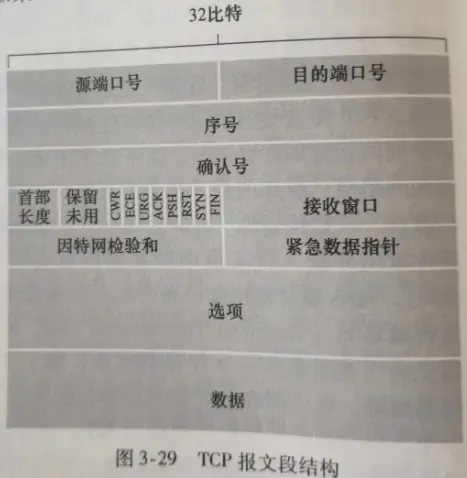 32比特
源端口号 目的端口号
序号
确认号
首部 保留 CWR ECE URG ACK PSH RST SYN FIN 接收窗口
长度 未用
因特网检验和 紧急数据指针
选项
数据
图 3-29 TCP 报文段结构